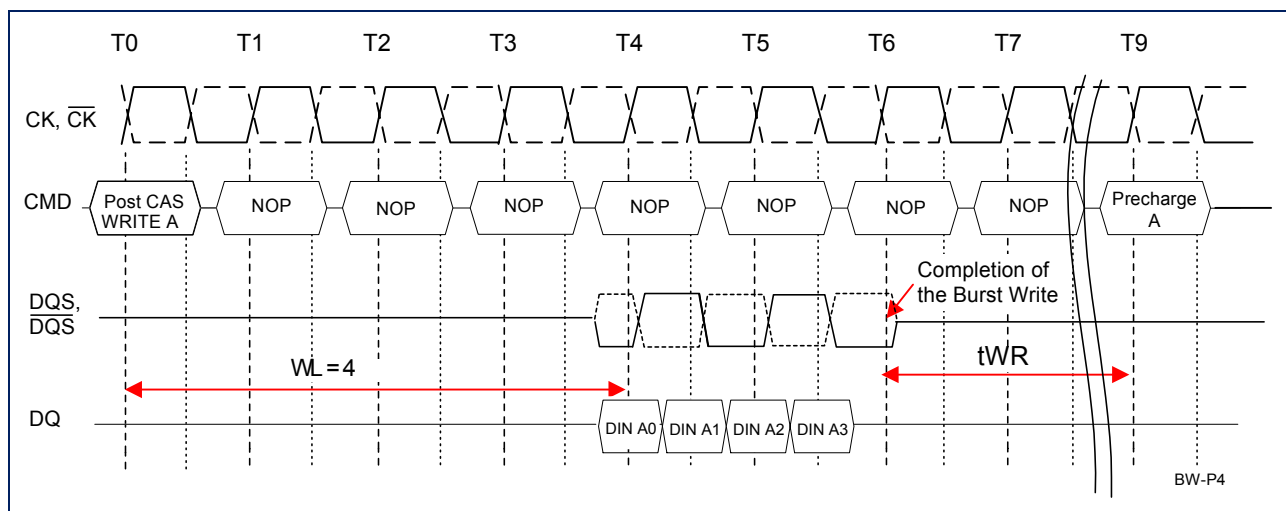 T0 T1 T2 T3 T4 T5 T6 T7 T9
CK, C̅K̅
CMD
Post CAS
WRITE A
NOP NOP NOP NOP NOP NOP NOP
Precharge
A
Completion of
the Burst Write
DQS,
D̅Q̅S̅
WL = 4
tWR
DQ
DIN A0 DIN A1 DIN A2 DIN A3
BW-P4